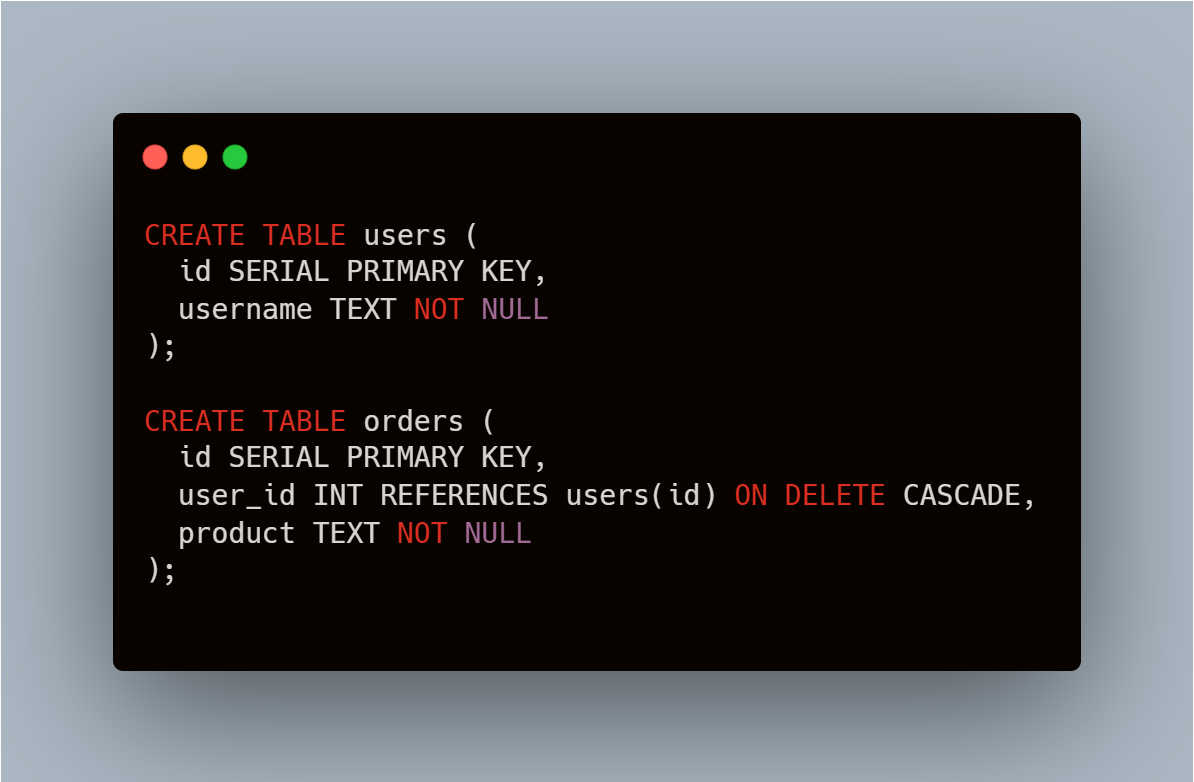 CREATE TABLE users (
  id SERIAL PRIMARY KEY,
  username TEXT NOT NULL
);

CREATE TABLE orders (
  id SERIAL PRIMARY KEY,
  user_id INT REFERENCES users(id) ON DELETE CASCADE,
  product TEXT NOT NULL
);